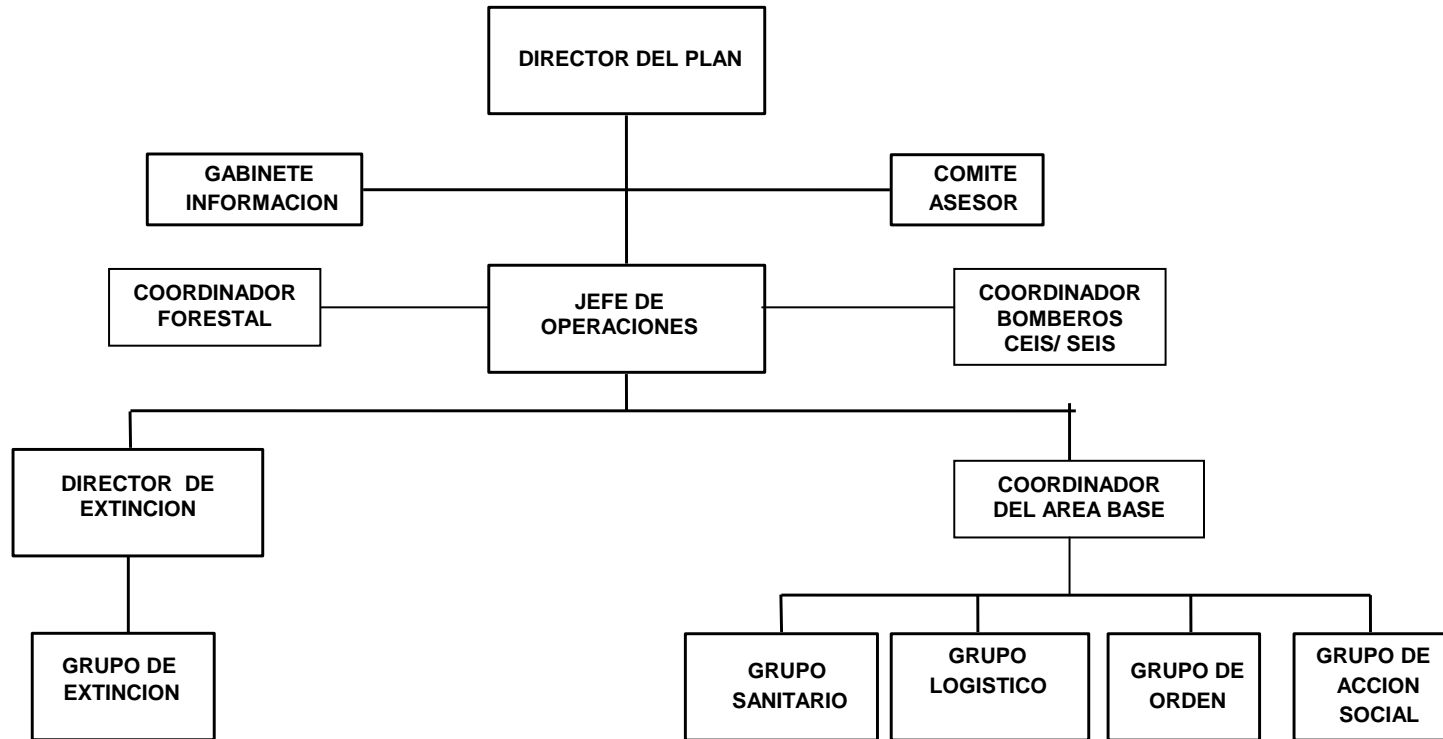 DIRECTOR DEL PLAN
GABINETE
INFORMACION
COMITE
ASESOR
COORDINADOR
FORESTAL
JEFE DE
OPERACIONES
COORDINADOR
BOMBEROS
CEIS/ SEIS
DIRECTOR DE
EXTINCION
COORDINADOR
DEL AREA BASE
GRUPO DE
EXTINCION
GRUPO
SANITARIO
GRUPO
LOGISTICO
GRUPO DE
ORDEN
GRUPO DE
ACCION
SOCIAL